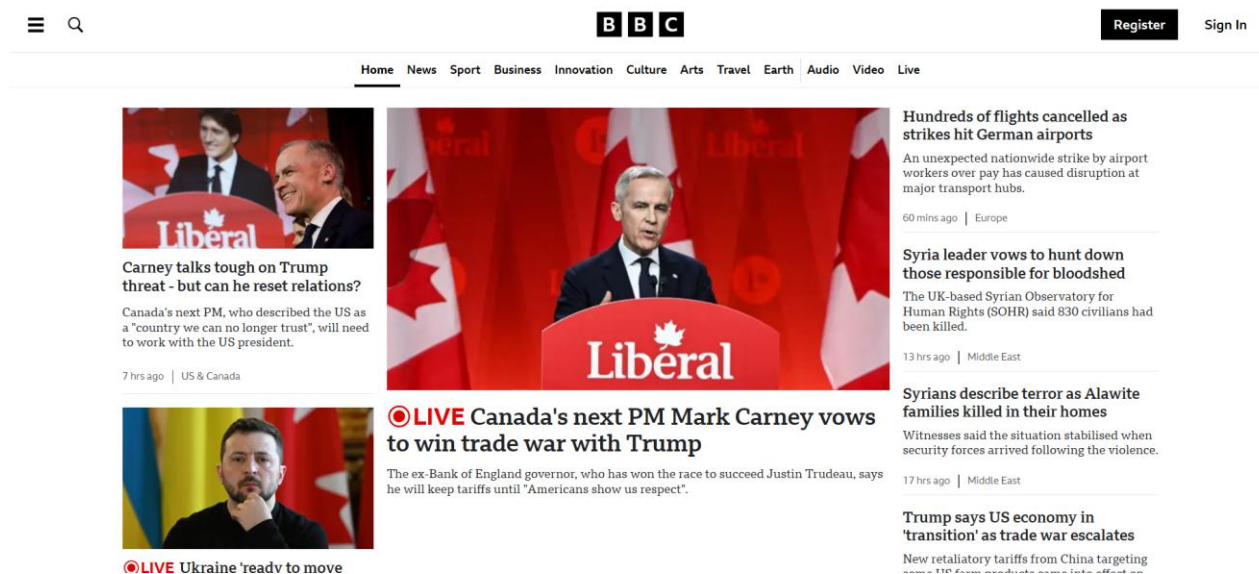 BBC
Register
Sign In
Home News Sport Business Innovation Culture Arts Travel Earth Audio Video Live
Liberal
Carney talks tough on Trump
threat - but can he reset relations?
Canada's next PM, who described the US as
a "country we can no longer trust", will need
to work with the US president.
7 hrs ago | US & Canada
LIVE Ukraine 'ready to move
beral
Liberal
Liberal
LIVE Canada's next PM Mark Carney vows
to win trade war with Trump
The ex-Bank of England governor, who has won the race to succeed Justin Trudeau, says
he will keep tariffs until "Americans show us respect".
Hundreds of flights cancelled as
strikes hit German airports
An unexpected nationwide strike by airport
workers over pay has caused disruption at
major transport hubs.
60 mins ago | Europe
Syria leader vows to hunt down
those responsible for bloodshed
The UK-based Syrian Observatory for
Human Rights (SOHR) said 830 civilians had
been killed.
13 hrs ago | Middle East
Syrians describe terror as Alawite
families killed in their homes
Witnesses said the situation stabilised when
security forces arrived following the violence.
17 hrs ago | Middle East
Trump says US economy in
'transition' as trade war escalates
New retaliatory tariffs from China targeting
some US farm products came into effect on